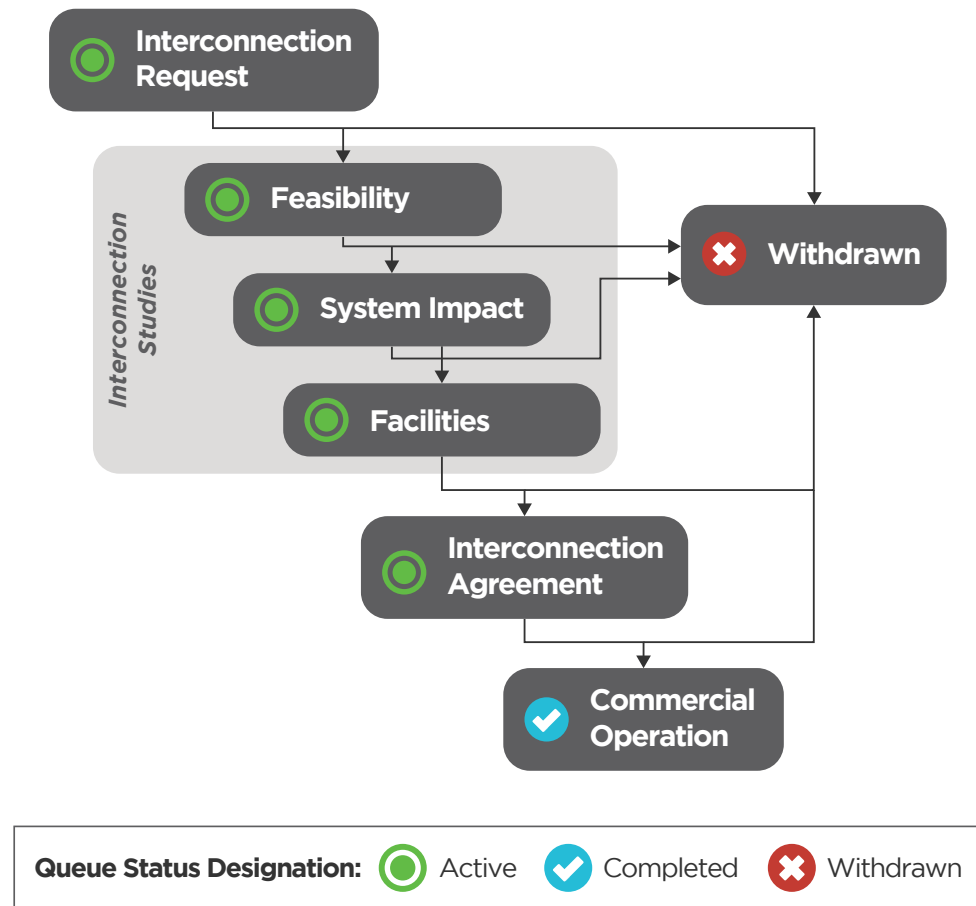 Interconnection
Request
Interconnection
Studies
Feasibility
System Impact
Facilities
Withdrawn
Interconnection
Agreement
Commercial
Operation
Queue Status Designation: Active Completed Withdrawn